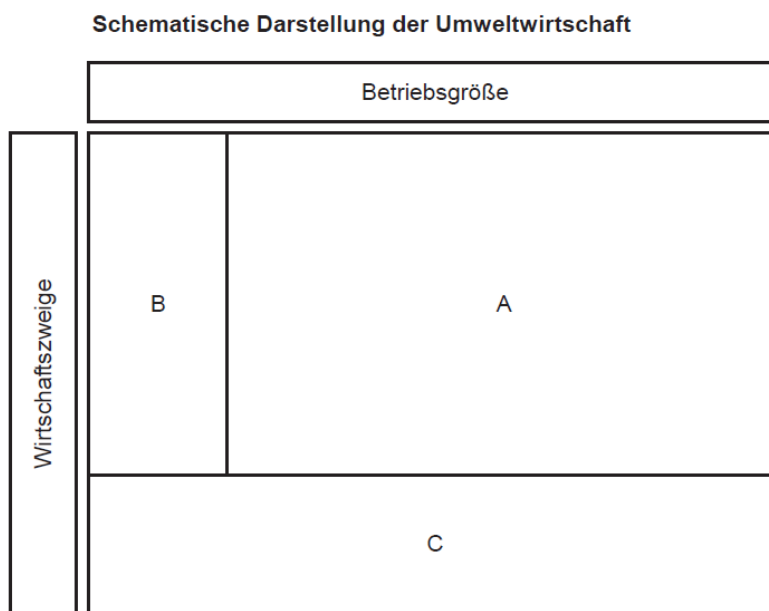 Schematische Darstellung der Umweltwirtschaft
Betriebsgröße
Wirtschaftszweige
B
A
C